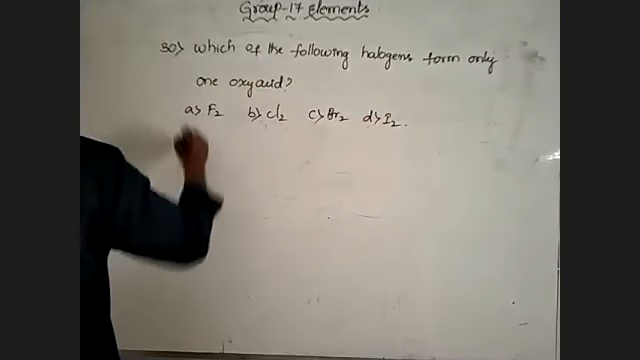 Group-17 Elements
30> which of the following halogens form only
one oxyacid?
a> F2 b> Cl2 c> Br2 d> I2.